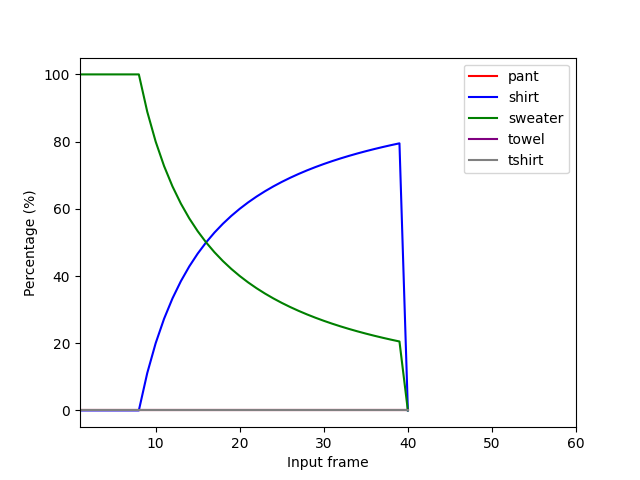 pant
shirt
sweater
towel
tshirt
100
80
60
40
20
0
Percentage (%)
10 20 30 40 50 60
Input frame